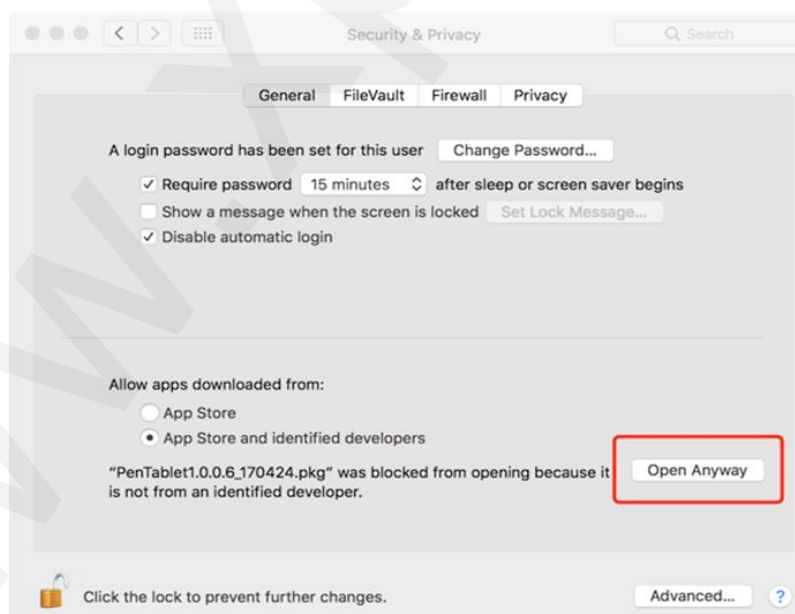 Security & Privacy
Search
General FileVault Firewall Privacy
A login password has been set for this user Change Password...
Require password 15 minutes after sleep or screen saver begins
Show a message when the screen is locked Set Lock Message...
Disable automatic login
Allow apps downloaded from:
App Store
App Store and identified developers
“PenTablet1.0.0.6_170424.pkg” was blocked from opening because it
is not from an identified developer.
Open Anyway
Click the lock to prevent further changes.
Advanced... ?